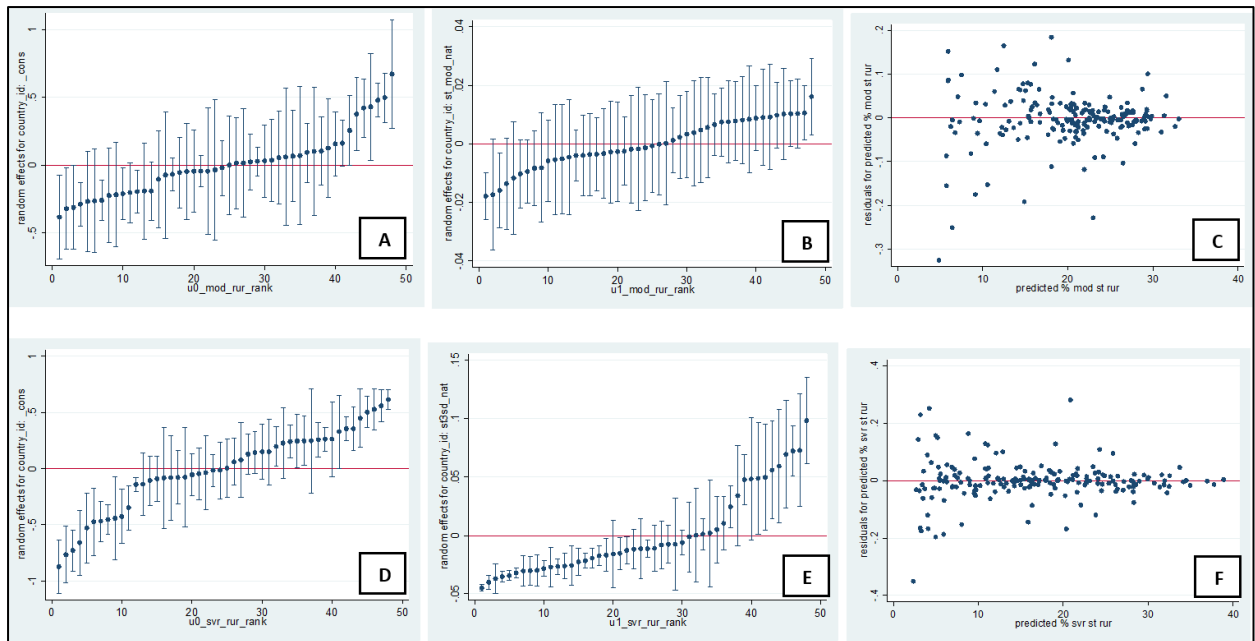 random effects for country_id: _cons
1
.5
0
-.5
0 10 20 30 40 50
u0_mod_rur_rank
A
random effects for country_id: st_mod_nat
.04
.02
0
-.02
-.04
0 10 20 30 40 50
u1_mod_rur_rank
B
residuals for predicted % mod st rur
.2
.1
0
-.1
-.2
-.3
0 10 20 30 40
predicted % mod st rur
C
random effects for country_id: _cons
1
.5
0
-.5
-1
0 10 20 30 40 50
u0_svr_rur_rank
D
random effects for country_id: st3sd_nat
.15
.1
.05
0
-.05
0 10 20 30 40 50
u1_svr_rur_rank
E
residuals for predicted % svr st rur
.4
.2
0
-.2
-.4
0 10 20 30 40
predicted % svr st rur
F